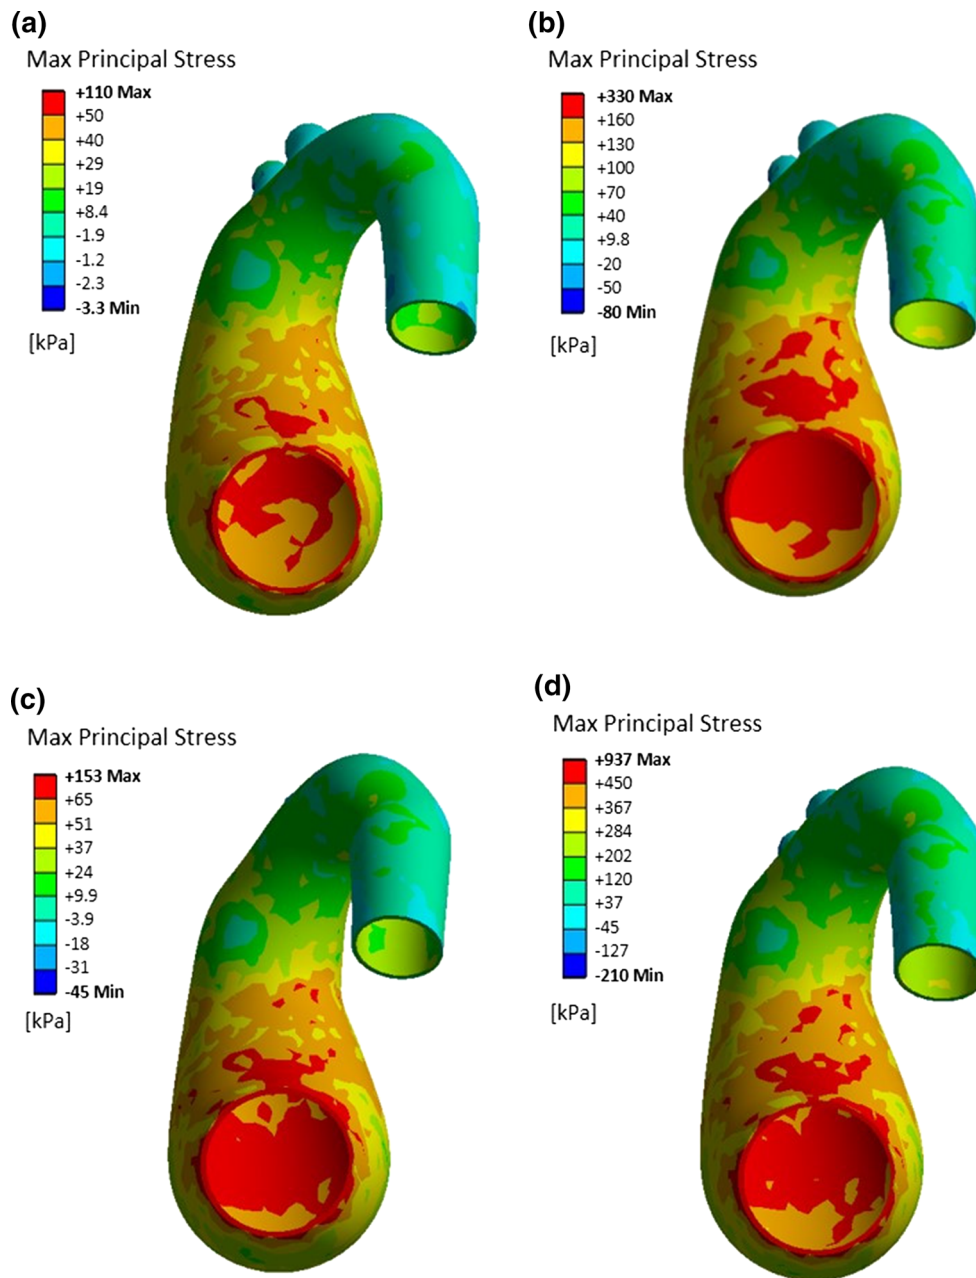 (a)
Max Principal Stress
+110 Max
+50
+40
+29
+19
+8.4
-1.9
-1.2
-2.3
-3.3 Min
[kPa]
(b)
Max Principal Stress
+330 Max
+160
+130
+100
+70
+40
+9.8
-20
-50
-80 Min
[kPa]
(c)
Max Principal Stress
+153 Max
+65
+51
+37
+24
+9.9
-3.9
-18
-31
-45 Min
[kPa]
(d)
Max Principal Stress
+937 Max
+450
+367
+284
+202
+120
+37
-45
-127
-210 Min
[kPa]